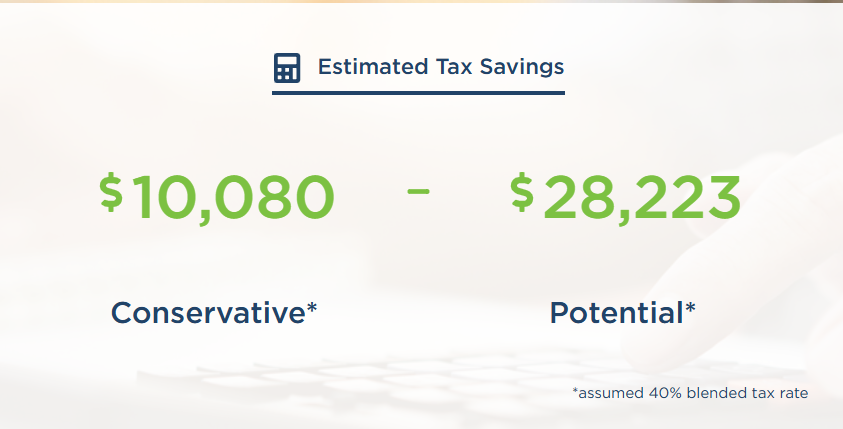 Estimated Tax Savings
$10,080 – $28,223
Conservative* Potential*
*assumed 40% blended tax rate